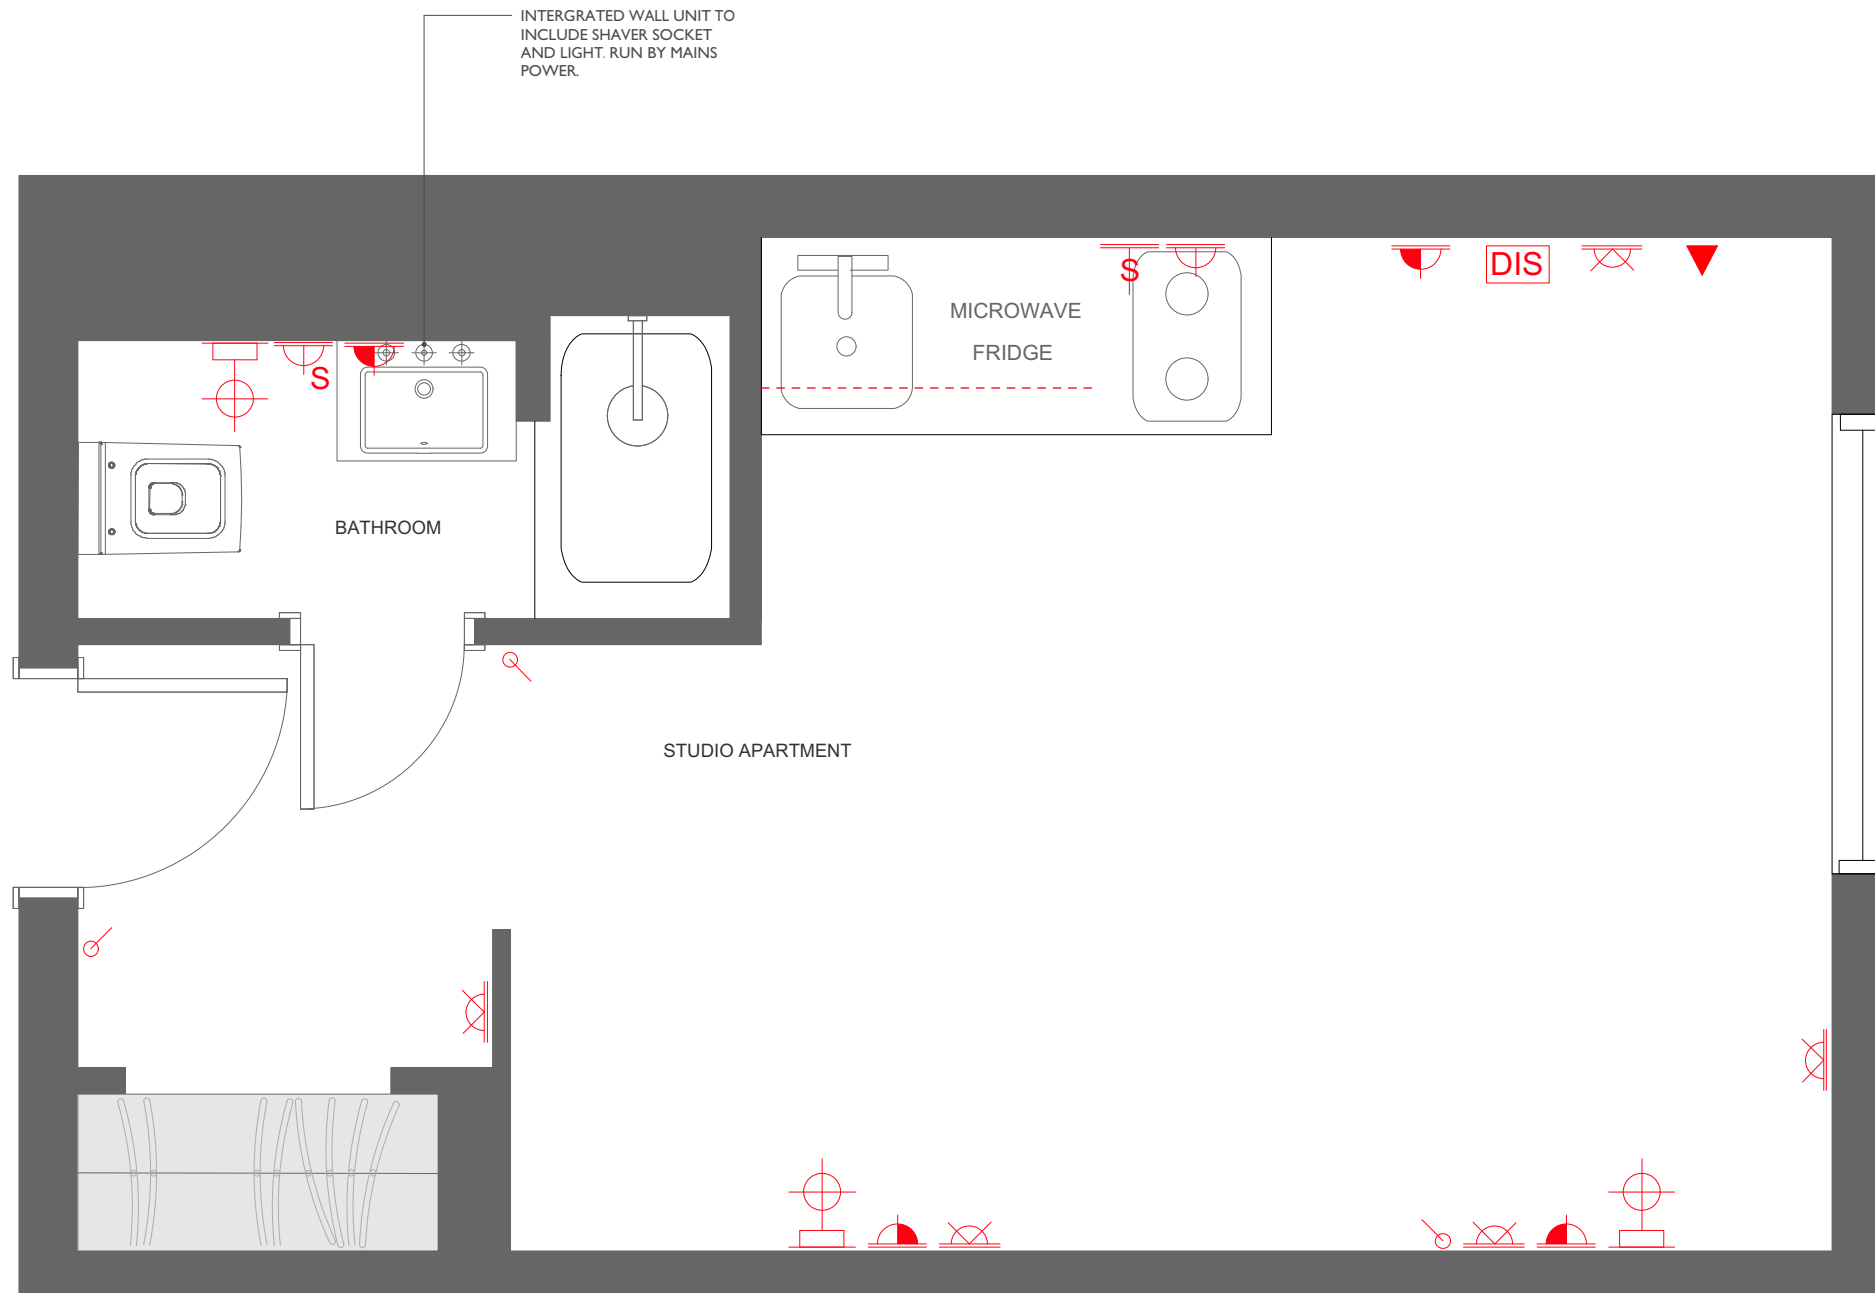 INTERGRATED WALL UNIT TO
INCLUDE SHAVER SOCKET
AND LIGHT. RUN BY MAINS
POWER.
S
DIS
MICROWAVE
FRIDGE
S
BATHROOM
STUDIO APARTMENT